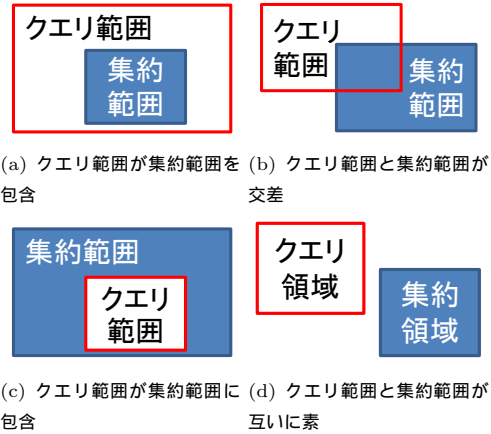 クエリ範囲
集約
範囲
クエリ
範囲
集約
範囲
(a) クエリ範囲が集約範囲を
包含
(b) クエリ範囲と集約範囲が
交差
集約範囲
クエリ
範囲
クエリ
領域
集約
領域
(c) クエリ範囲が集約範囲に
包含
(d) クエリ範囲と集約範囲が
互いに素